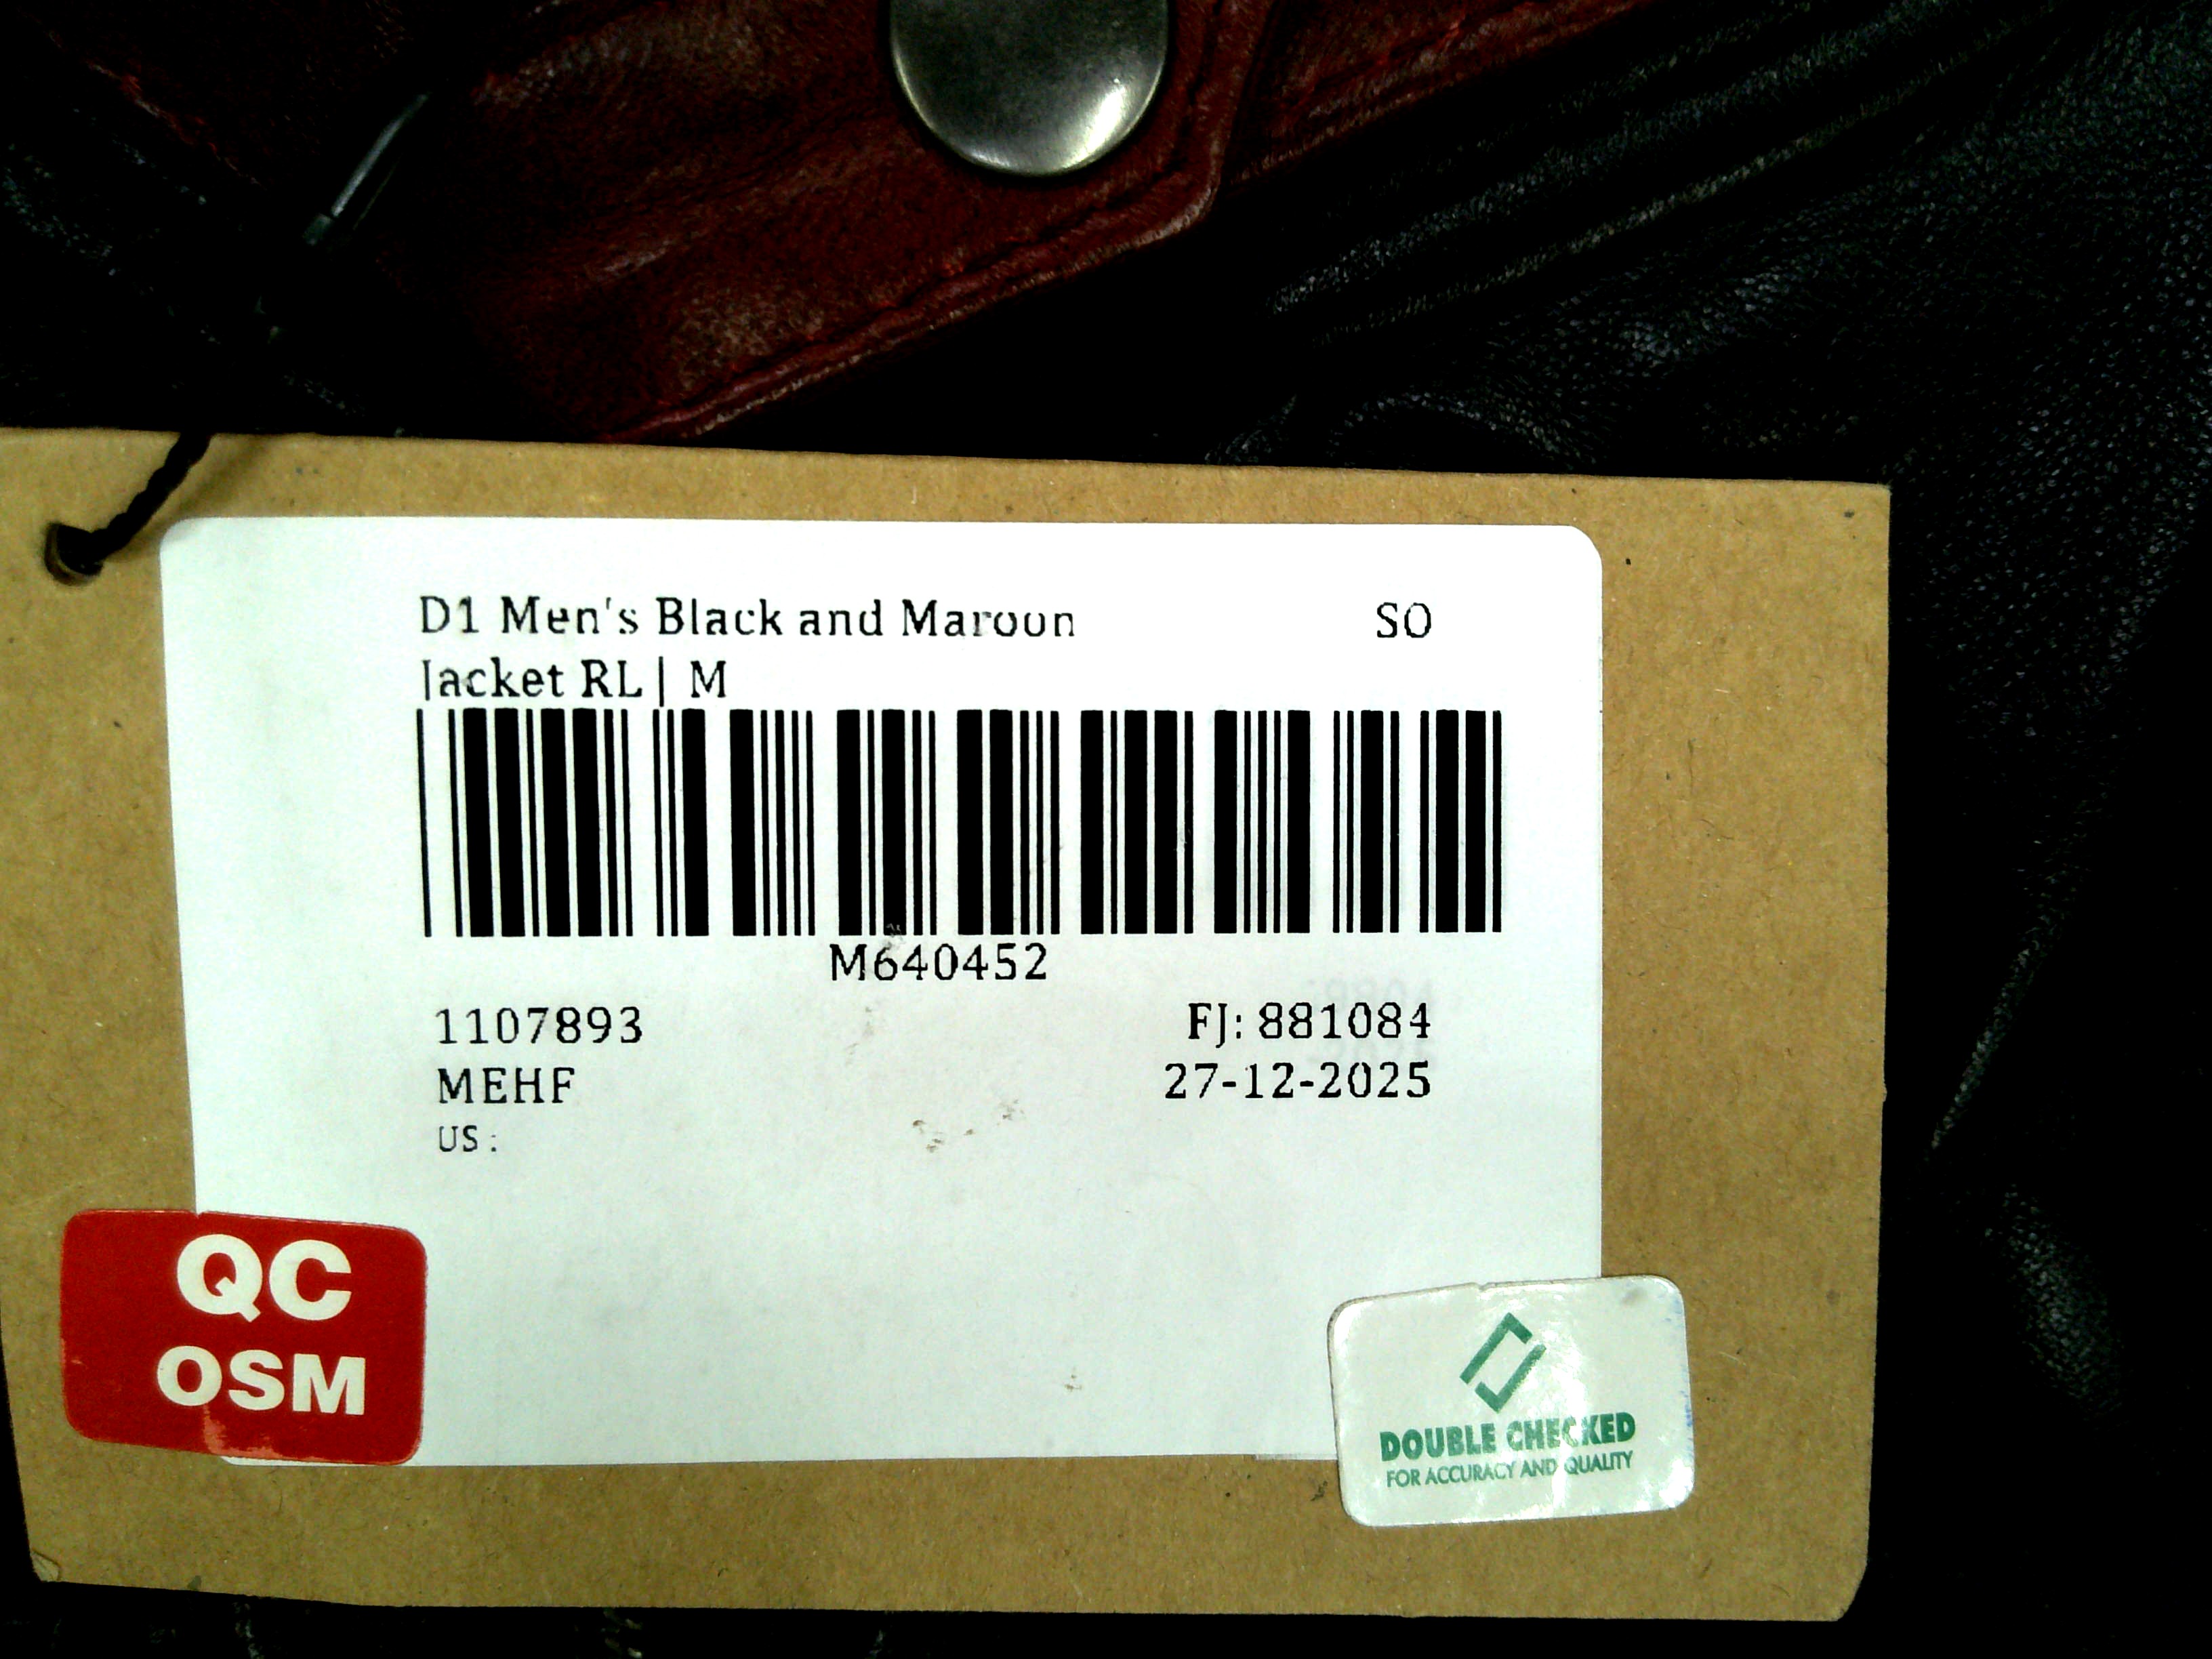 D1 Men's Black and Maroon SO
Jacket RL | M
M640452
1107893 FJ: 881084
MEHF 27-12-2025
US :
QC
OSM
DOUBLE CHECKED
FOR ACCURACY AND QUALITY